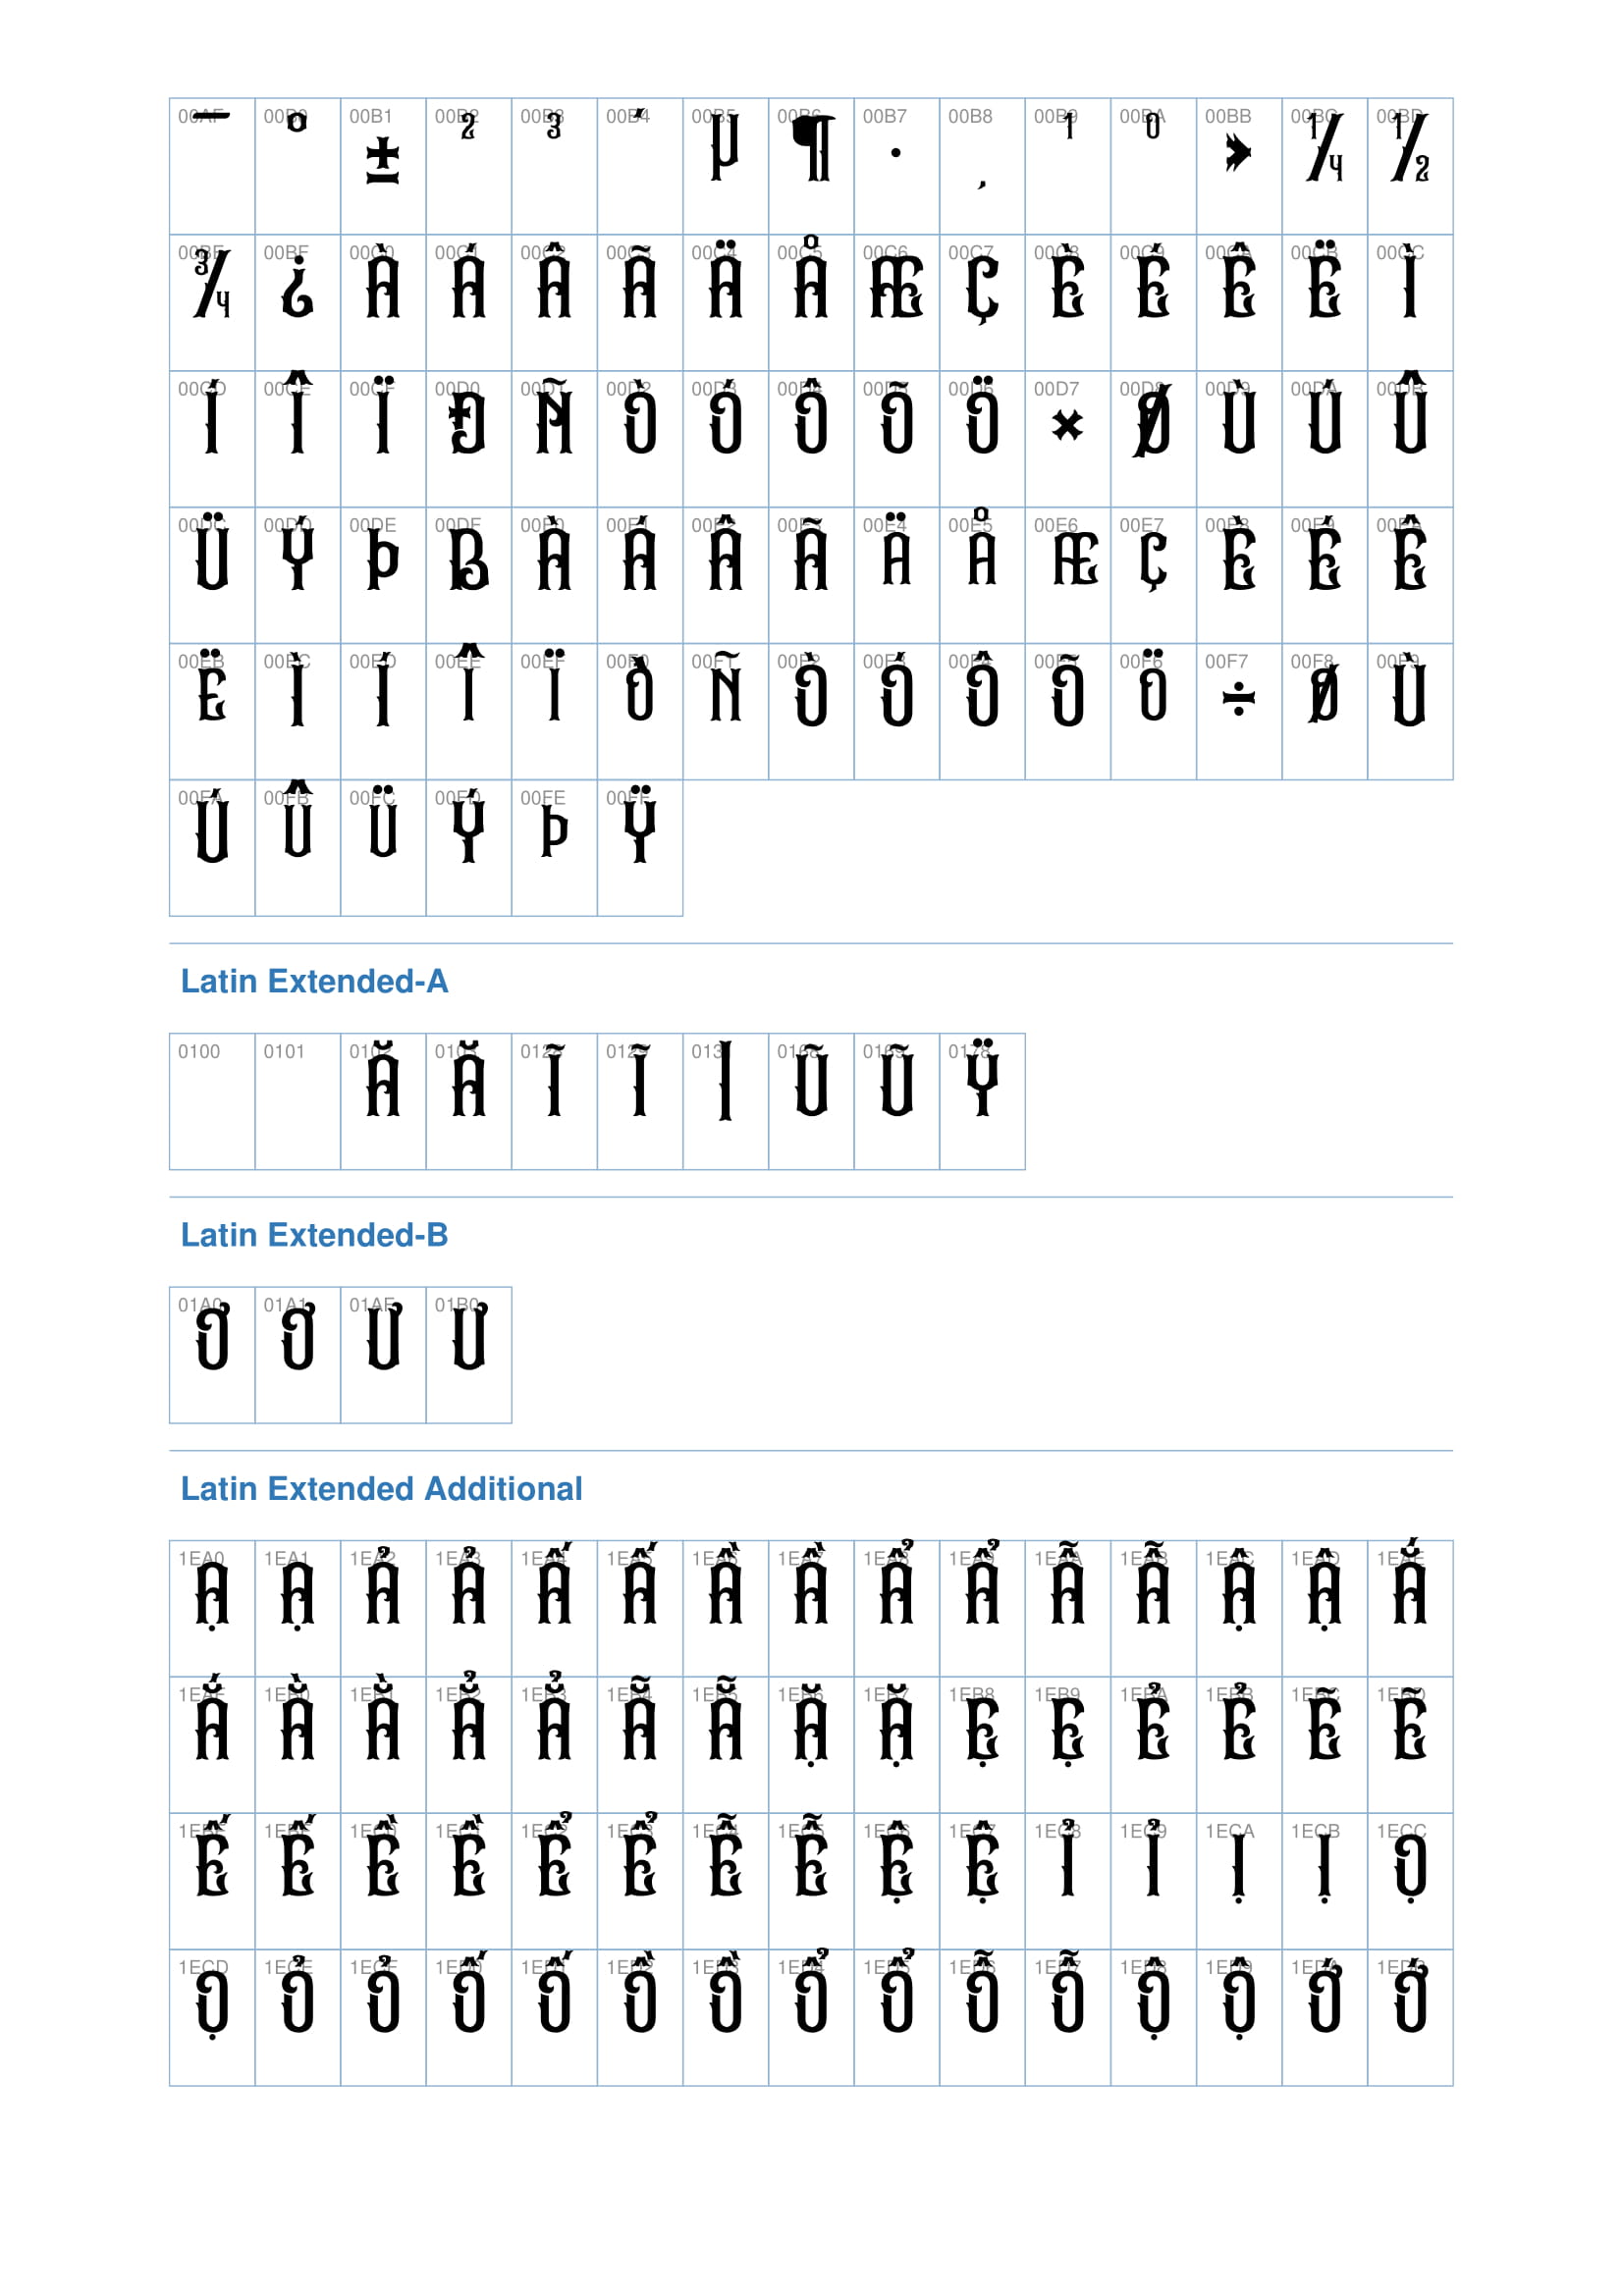 00AF 00B0 00B1 00B2 00B3 00B4 00B5 00B6 00B7 00B8 00B9 00BA 00BB 00BC 00BD
¯ ° ± ² ³ ´ µ ¶ · ¸ ¹ º » ¼ ½
00BE 00BF 00C0 00C1 00C2 00C3 00C4 00C5 00C6 00C7 00C8 00C9 00CA 00CB 00CC
¾ ¿ À Á Â Ã Ä Å Æ Ç È É Ê Ë Ì
00CD 00CE 00CF 00D0 00D1 00D2 00D3 00D4 00D5 00D6 00D7 00D8 00D9 00DA 00DB
Í Î Ï Ð Ñ Ò Ó Ô Õ Ö × Ø Ù Ú Û
00DC 00DD 00DE 00DF 00E0 00E1 00E2 00E3 00E4 00E5 00E6 00E7 00E8 00E9 00EA
Ü Ý Þ ß à á â ã ä å æ ç è é ê
00EB 00EC 00ED 00EE 00EF 00F0 00F1 00F2 00F3 00F4 00F5 00F6 00F7 00F8 00F9
ë ì í î ï ð ñ ò ó ô õ ö ÷ ø ù
00FA 00FB 00FC 00FD 00FE 00FF
ú û ü ý þ ÿ
Latin Extended-A
0100 0101 0102 0103 0128 0129 0131 0168 0169 0178
Ă ă Ĩ ĩ ı Ũ ũ Ÿ
Latin Extended-B
01A0 01A1 01AF 01B0
Ơ ơ Ư ư
Latin Extended Additional
1EA0 1EA1 1EA2 1EA3 1EA4 1EA5 1EA6 1EA7 1EA8 1EA9 1EAA 1EAB 1EAC 1EAD 1EAE
Ạ ạ Ả ả Ấ ấ Ầ ầ Ẩ ẩ Ẫ ẫ Ậ ậ Ắ
1EAF 1EB0 1EB1 1EB2 1EB3 1EB4 1EB5 1EB6 1EB7 1EB8 1EB9 1EBA 1EBB 1EBC 1EBD
ắ Ằ ằ Ẳ ẳ Ẵ ẵ Ặ ặ Ẹ ẹ Ẻ ẻ Ẽ ẽ
1EBE 1EBF 1EC0 1EC1 1EC2 1EC3 1EC4 1EC5 1EC6 1EC7 1EC8 1EC9 1ECA 1ECB 1ECC
Ế ế Ề ề Ể ể Ễ ễ Ệ ệ Ỉ ỉ Ị ị Ọ
1ECD 1ECE 1ECF 1ED0 1ED1 1ED2 1ED3 1ED4 1ED5 1ED6 1ED7 1ED8 1ED9 1EDA 1EDB
ọ Ỏ ỏ Ố ố Ồ ồ Ổ ổ Ỗ ỗ Ộ ộ Ớ ớ